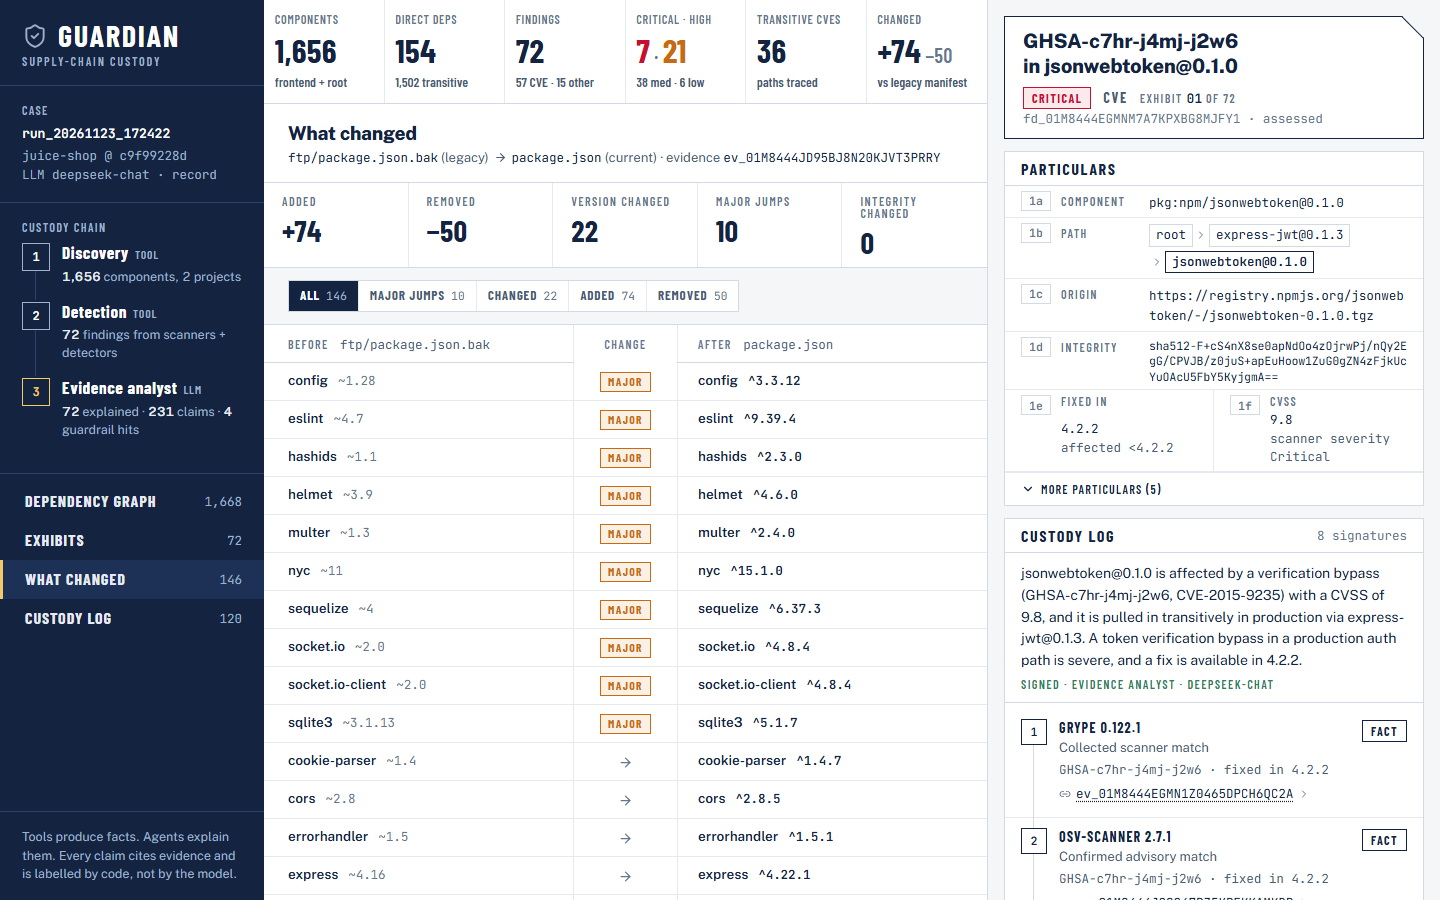 GUARDIAN
SUPPLY-CHAIN CUSTODY
CASE
run_20261123_172422
juice-shop @ c9f99228d
LLM deepseek-chat · record
CUSTODY CHAIN
1 Discovery TOOL
1,656 components, 2 projects
2 Detection TOOL
72 findings from scanners +
detectors
3 Evidence analyst LLM
72 explained · 231 claims · 4
guardrail hits
DEPENDENCY GRAPH 1,668
EXHIBITS 72
WHAT CHANGED 146
CUSTODY LOG 120
Tools produce facts. Agents explain
them. Every claim cites evidence and
is labelled by code, not by the model.
COMPONENTS
1,656
frontend + root
DIRECT DEPS
154
1,502 transitive
FINDINGS
72
57 CVE · 15 other
CRITICAL · HIGH
7 · 21
38 med · 6 low
TRANSITIVE CVES
36
paths traced
CHANGED
+74 −50
vs legacy manifest
What changed
ftp/package.json.bak (legacy) → package.json (current) · evidence ev_01M8444JD95BJ8N20KJVT3PRRY
ADDED
+74
REMOVED
−50
VERSION CHANGED
22
MAJOR JUMPS
10
INTEGRITY
CHANGED
0
ALL 146 MAJOR JUMPS 10 CHANGED 22 ADDED 74 REMOVED 50
BEFORE ftp/package.json.bak CHANGE AFTER package.json
config ~1.28 MAJOR config ^3.3.12
eslint ~4.7 MAJOR eslint ^9.39.4
hashids ~1.1 MAJOR hashids ^2.3.0
helmet ~3.9 MAJOR helmet ^4.6.0
multer ~1.3 MAJOR multer ^2.4.0
nyc ~11 MAJOR nyc ^15.1.0
sequelize ~4 MAJOR sequelize ^6.37.3
socket.io ~2.0 MAJOR socket.io ^4.8.4
socket.io-client ~2.0 MAJOR socket.io-client ^4.8.4
sqlite3 ~3.1.13 MAJOR sqlite3 ^5.1.7
cookie-parser ~1.4 → cookie-parser ^1.4.7
cors ~2.8 → cors ^2.8.5
errorhandler ~1.5 → errorhandler ^1.5.1
express ~4.16 → express ^4.22.1
GHSA-c7hr-j4mj-j2w6
in jsonwebtoken@0.1.0
CRITICAL CVE EXHIBIT 01 OF 72
fd_01M8444EGMNM7A7KPXBG8MJFY1 · assessed
PARTICULARS
1a COMPONENT pkg:npm/jsonwebtoken@0.1.0
1b PATH root › express-jwt@0.1.3
› jsonwebtoken@0.1.0
1c ORIGIN https://registry.npmjs.org/jsonweb
token/-/jsonwebtoken-0.1.0.tgz
1d INTEGRITY sha512-F+cS4nX8se0apNdOo4zOjrwPj/nQy2E
gG/CPVJB/z0juS+apEuHoow1ZuG0gZN4zFjkUc
YuOAcU5FbY5KyjgmA==
1e FIXED IN
4.2.2
affected <4.2.2
1f CVSS
9.8
scanner severity
Critical
MORE PARTICULARS (5)
CUSTODY LOG 8 signatures
jsonwebtoken@0.1.0 is affected by a verification bypass
(GHSA-c7hr-j4mj-j2w6, CVE-2015-9235) with a CVSS of
9.8, and it is pulled in transitively in production via express-
jwt@0.1.3. A token verification bypass in a production auth
path is severe, and a fix is available in 4.2.2.
SIGNED · EVIDENCE ANALYST · DEEPSEEK-CHAT
1 GRYPE 0.122.1 FACT
Collected scanner match
GHSA-c7hr-j4mj-j2w6 · fixed in 4.2.2
ev_01M8444EGMN1Z0465DPCH6QC2A ›
2 OSV-SCANNER 2.7.1 FACT
Confirmed advisory match
GHSA-c7hr-j4mj-j2w6 · fixed in 4.2.2